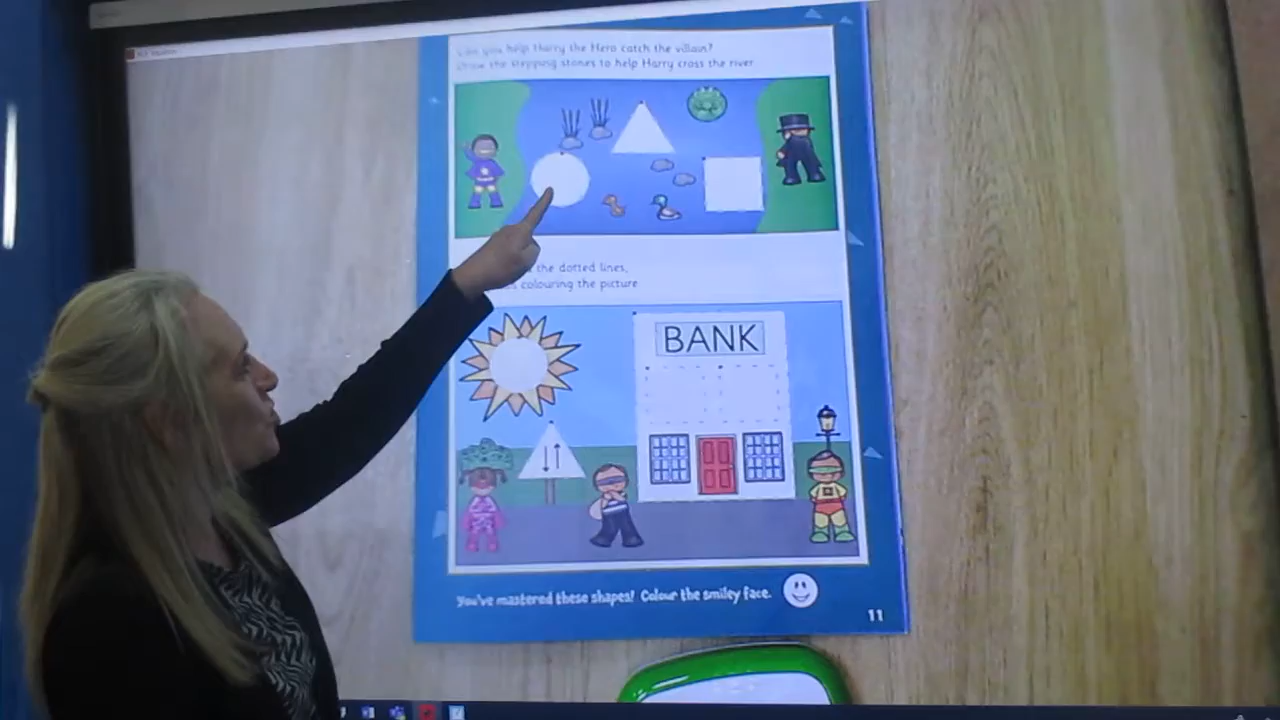 Can you help Harry the Hero catch the villain?
Draw the stepping stones to help Harry cross the river
the dotted lines,
colouring the picture
BANK
You've mastered these shapes! Colour the smiley face.
11